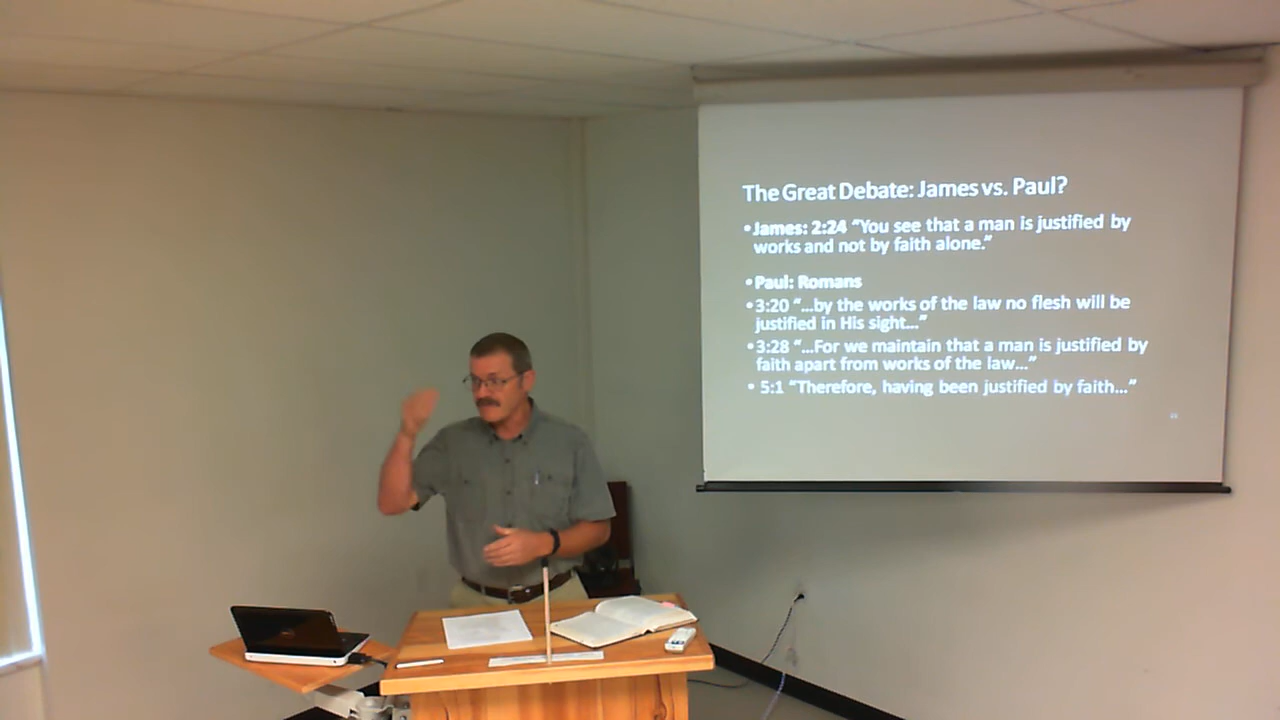 The Great Debate: James vs. Paul?
• James: 2:24 “You see that a man is justified by
works and not by faith alone.”
• Paul: Romans
• 3:20 “...by the works of the law no flesh will be
justified in His sight...”
• 3:28 “...For we maintain that a man is justified by
faith apart from works of the law...”
• 5:1 “Therefore, having been justified by faith...”